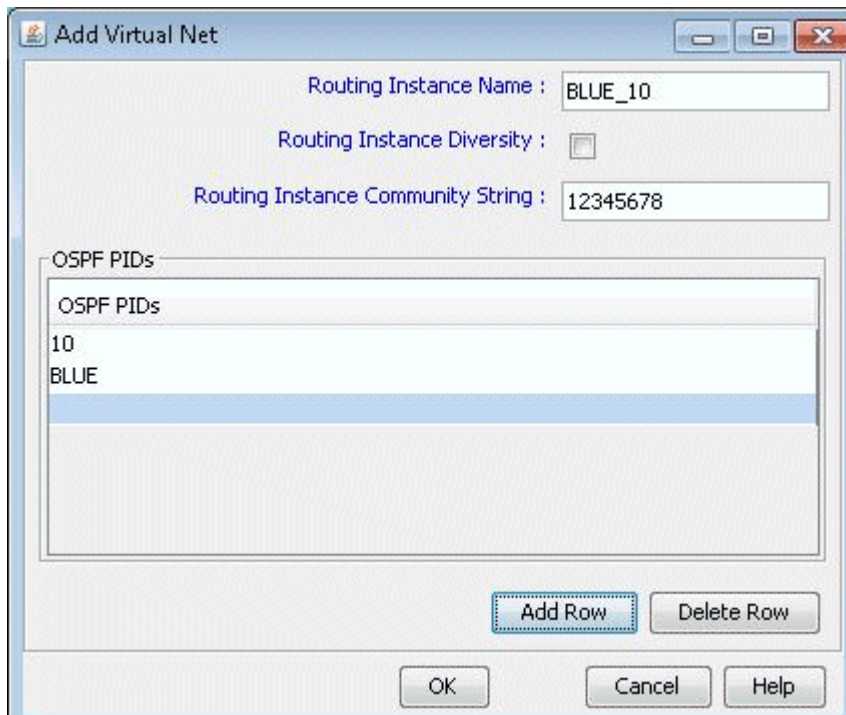 Add Virtual Net
Routing Instance Name : BLUE_10
Routing Instance Diversity :
Routing Instance Community String : 12345678
OSPF PIDs
OSPF PIDs
10
BLUE
Add Row Delete Row
OK Cancel Help